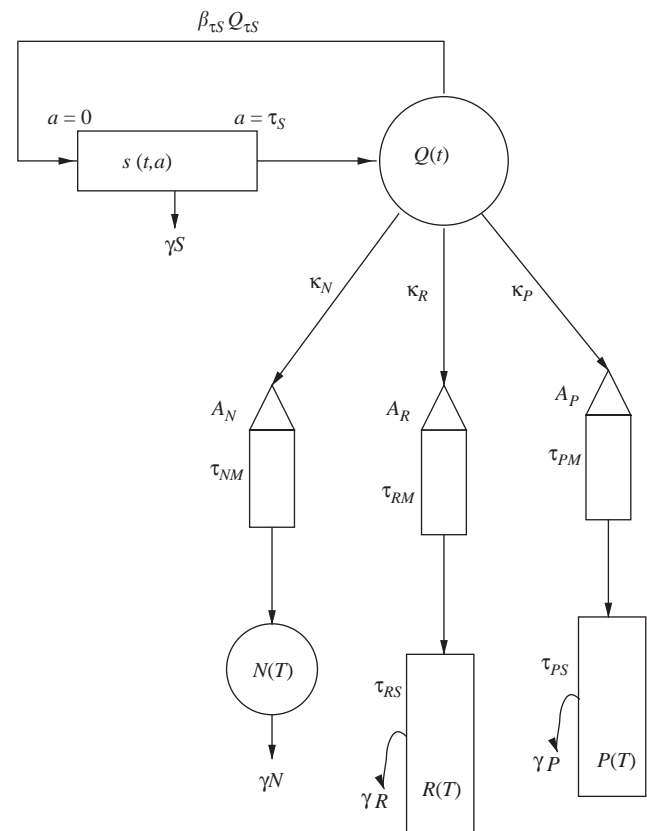 β_τS Q_τS
a = 0
a = τ_S
s (t,a)
Q(t)
γS
κ_N
κ_R
κ_P
A_N
A_R
A_P
τ_NM
τ_RM
τ_PM
N(T)
τ_RS
τ_PS
γN
γ R
R(T)
γ P
P(T)